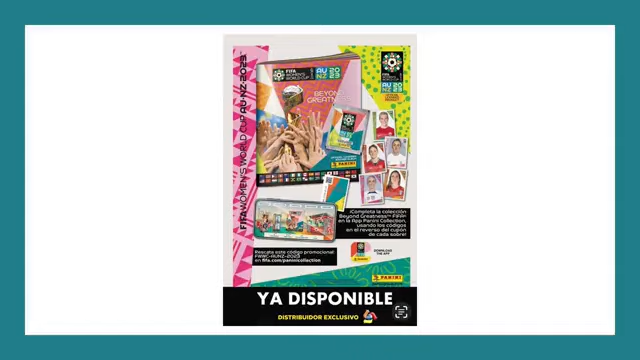 FIFA WOMEN'S WORLD CUP AU·NZ·2023™
FIFA
WOMEN'S
WORLD CUP
AU 20
NZ 23
BEYOND
GREATNESS
PANINI
¡Completa la colección
Beyond Greatness™ FIFA®
en la App Panini Collection,
usando los códigos
en el reverso del cupón
de cada sobre!
Rescate este código promocional:
FWWC-AUNZ-2023
en fifa.com/paninicollection
DOWNLOAD
THE APP
PANINI
YA DISPONIBLE
DISTRIBUIDOR EXCLUSIVO